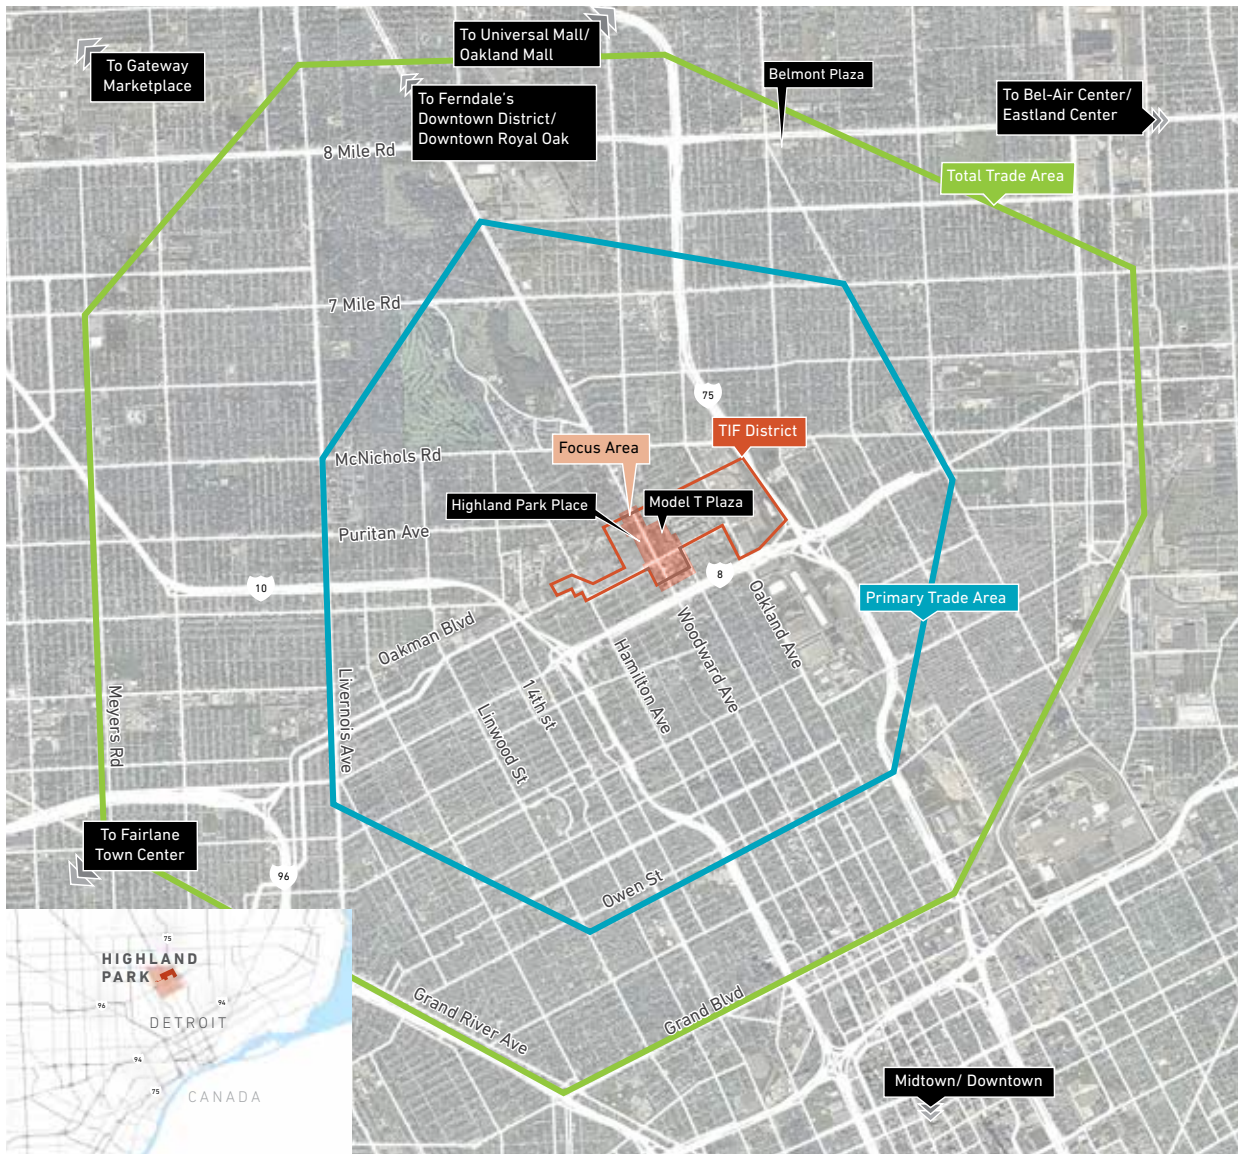 To Universal Mall/
Oakland Mall
To Gateway
Marketplace
Belmont Plaza
To Ferndale's
Downtown District/
Downtown Royal Oak
To Bel-Air Center/
Eastland Center
8 Mile Rd
Total Trade Area
7 Mile Rd
75
TIF District
Focus Area
McNichols Rd
Highland Park Place
Model T Plaza
Puritan Ave
10
8
Primary Trade Area
Oakman Blvd
Oakland Ave
Woodward Ave
Hamilton Ave
14th st
Linwood St
Livernois Ave
Meyers Rd
To Fairlane
Town Center
96
Owen St
Grand River Ave
Grand Blvd
Midtown/ Downtown
75
HIGHLAND
PARK
96
94
DETROIT
94
75
CANADA